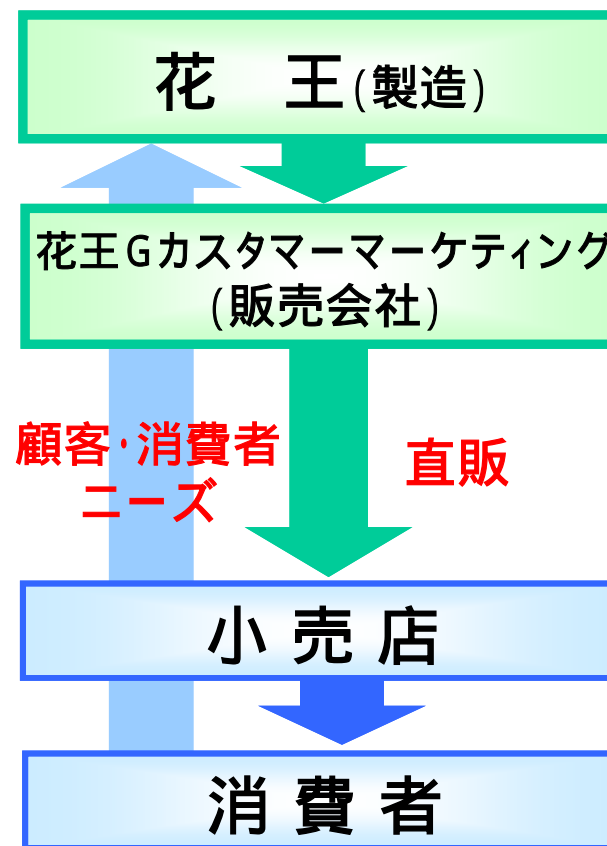 花　王(製造)
花王Gカスタマーマーケティング
(販売会社)
顧客・消費者
ニーズ
直販
小 売 店
消 費 者